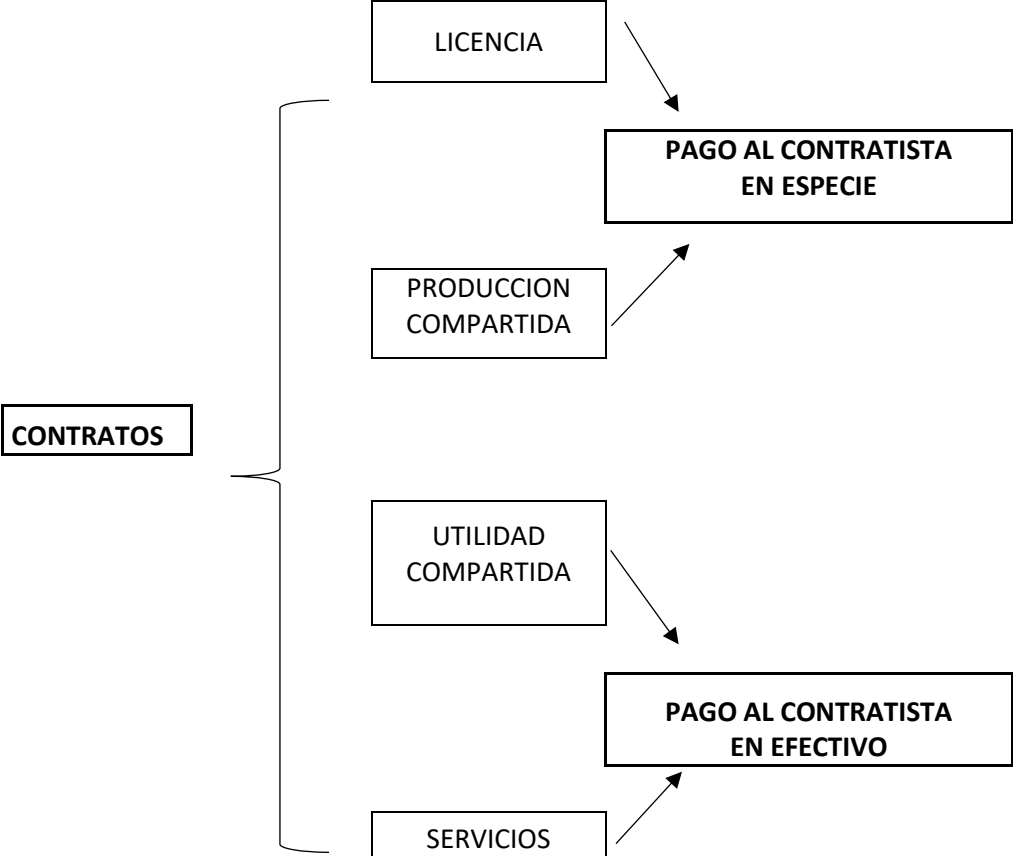 LICENCIA
PAGO AL CONTRATISTA
EN ESPECIE
PRODUCCION
COMPARTIDA
CONTRATOS
UTILIDAD
COMPARTIDA
PAGO AL CONTRATISTA
EN EFECTIVO
SERVICIOS